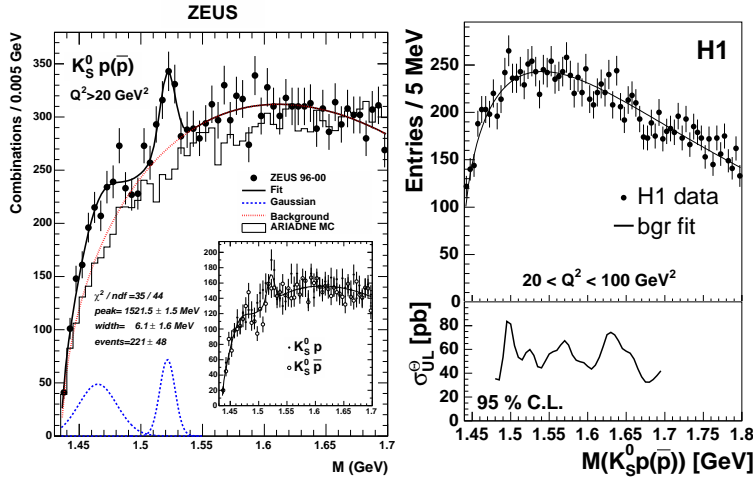 ZEUS
Combinations / 0.005 GeV
350
300
250
200
150
100
50
0
K⁰_S p(p̅)
Q²>20 GeV²
ZEUS 96-00
Fit
Gaussian
Background
ARIADNE MC
χ² / ndf =35 / 44
peak= 1521.5 ± 1.5 MeV
width= 6.1± 1.6 MeV
events=221± 48
200
180
160
140
120
100
80
60
40
20
0
K⁰_S p
K⁰_S p̅
1.45 1.5 1.55 1.6 1.65 1.7
1.45 1.5 1.55 1.6 1.65 1.7
M (GeV)
H1
Entries / 5 MeV
300
250
200
150
100
50
H1 data
bgr fit
20 < Q² < 100 GeV²
σ^Θ_UL [pb]
80
60
40
20
0
95 % C.L.
1.45 1.5 1.55 1.6 1.65 1.7 1.75 1.8
M(K⁰_S p(p̅)) [GeV]